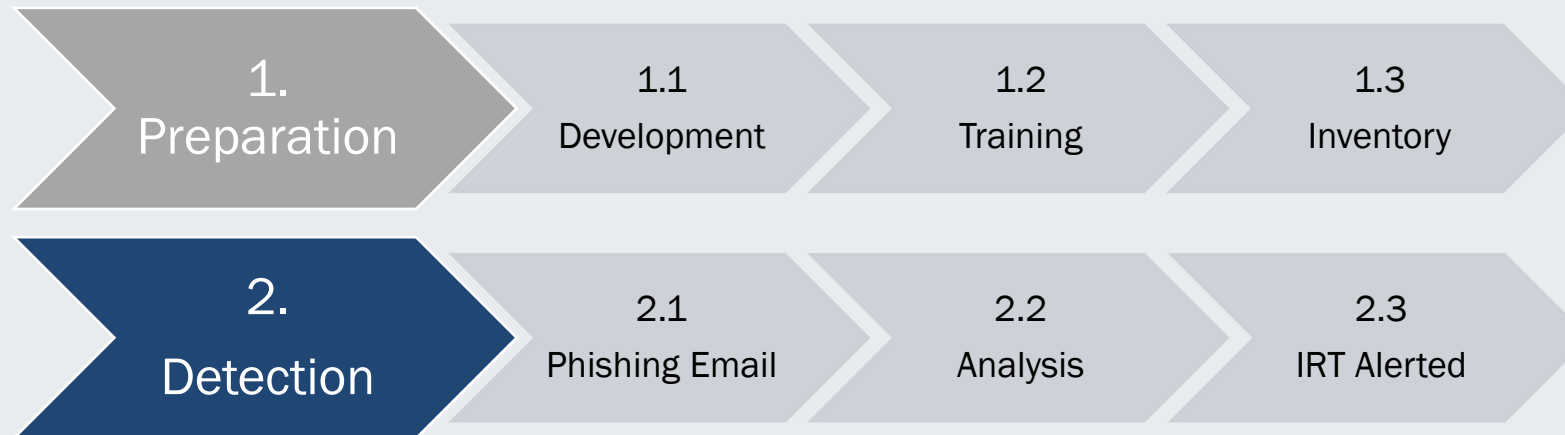 1.
Preparation
1.1
Development
1.2
Training
1.3
Inventory
2.
Detection
2.1
Phishing Email
2.2
Analysis
2.3
IRT Alerted